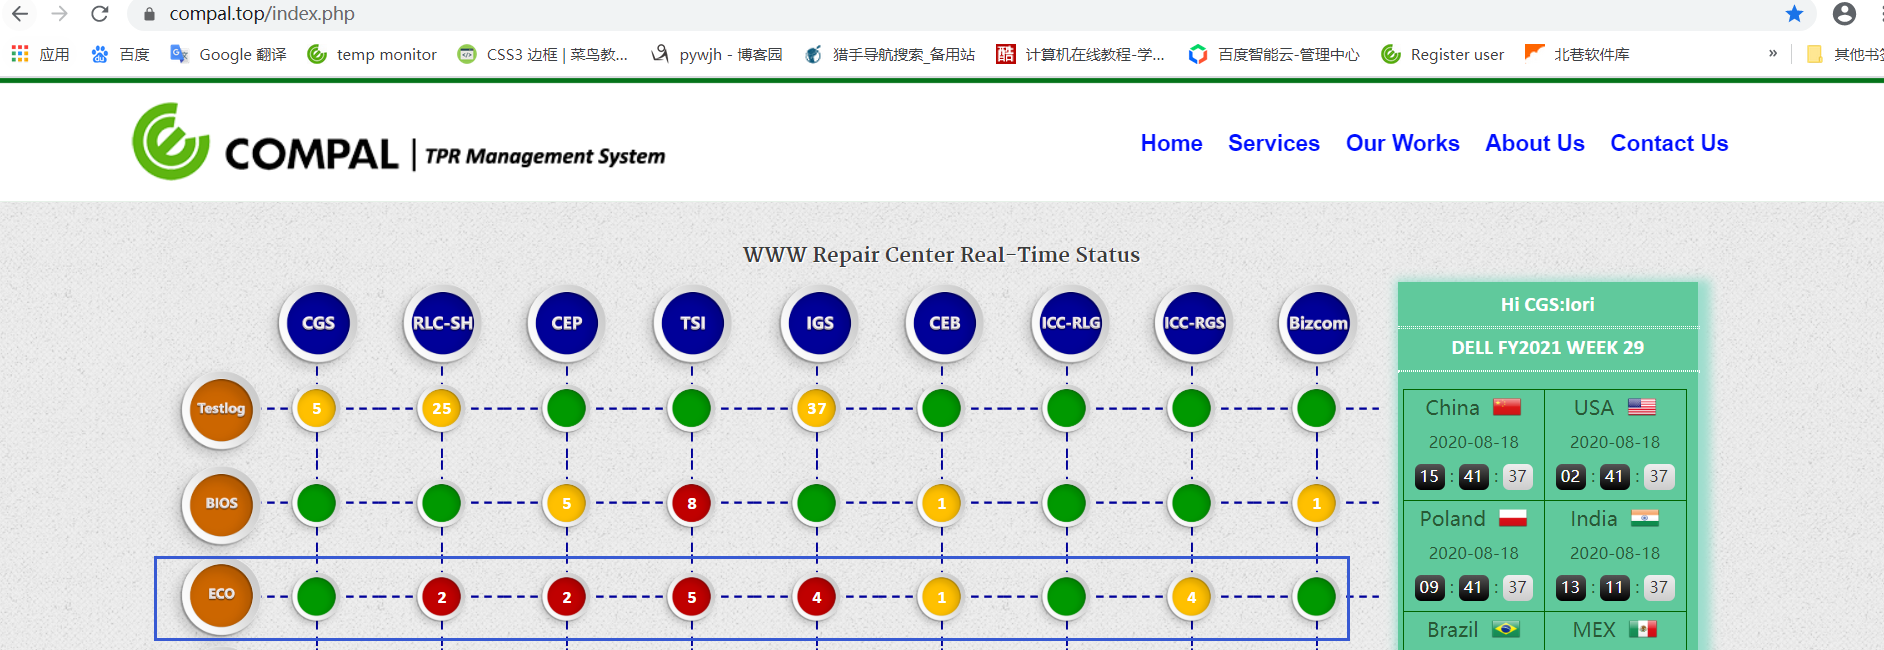 compal.top/index.php
应用 百度 Google 翻译 temp monitor CSS3 边框 | 菜鸟教... pywjh - 博客园 猎手导航搜索_备用站 计算机在线教程-学... 百度智能云-管理中心 Register user 北巷软件库 » 其他书签
COMPAL | TPR Management System
Home Services Our Works About Us Contact Us
WWW Repair Center Real-Time Status
CGS RLC-SH CEP TSI IGS CEB ICC-RLG ICC-RGS Bizcom
Testlog 5 25 37
BIOS 5 8 1 1
ECO 2 2 5 4 1 4
Hi CGS:Iori
DELL FY2021 WEEK 29
China USA
2020-08-18 2020-08-18
15 : 41 : 37 02 : 41 : 37
Poland India
2020-08-18 2020-08-18
09 : 41 : 37 13 : 11 : 37
Brazil MEX